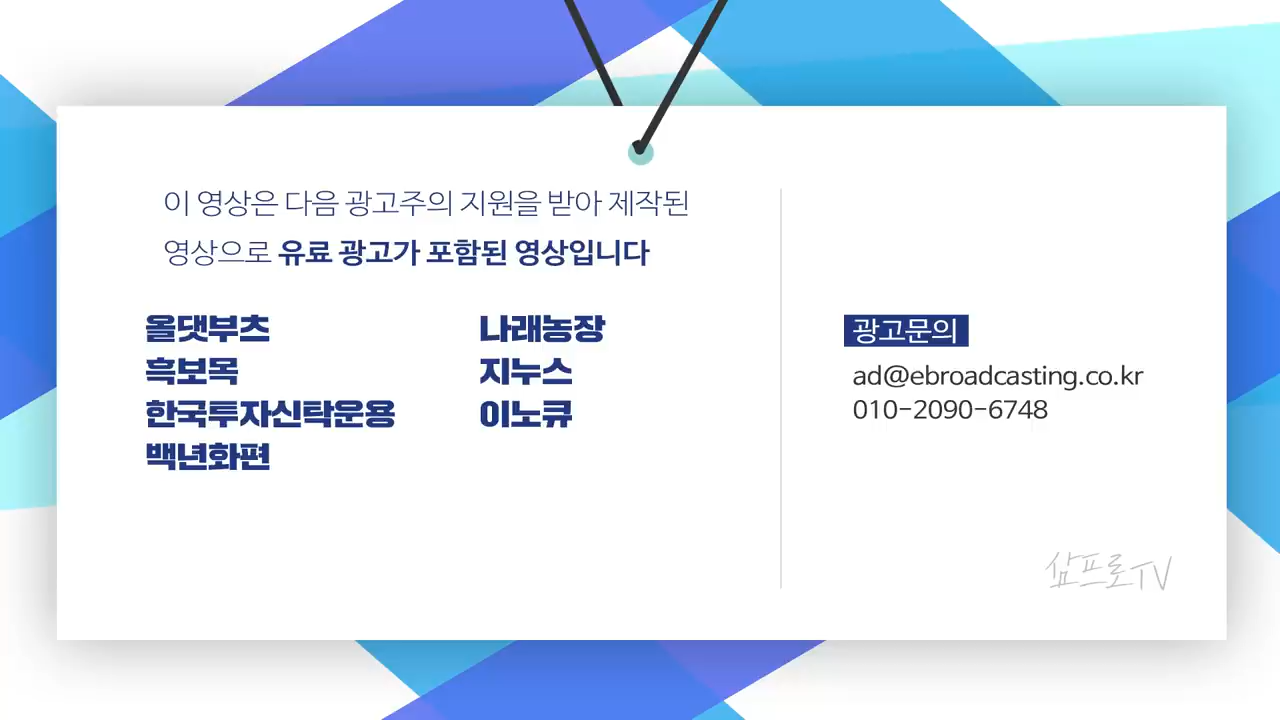 이 영상은 다음 광고주의 지원을 받아 제작된
영상으로 유료 광고가 포함된 영상입니다
올댓부츠
흑보목
한국투자신탁운용
백년화편
나래농장
지누스
이노큐
광고문의
ad@ebroadcasting.co.kr
010-2090-6748
삼프로TV